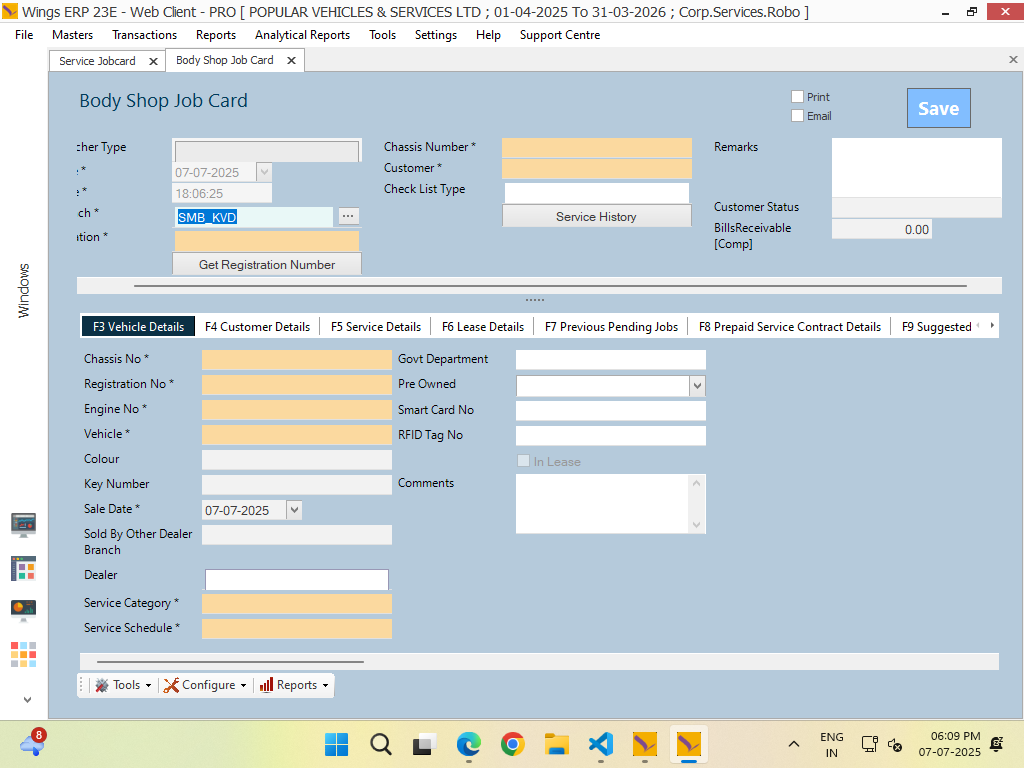 Wings ERP 23E - Web Client - PRO [ POPULAR VEHICLES & SERVICES LTD ; 01-04-2025 To 31-03-2026 ; Corp.Services.Robo ]
File Masters Transactions Reports Analytical Reports Tools Settings Help Support Centre
Service Jobcard Body Shop Job Card
Body Shop Job Card
Print
Email
Save
cher Type
*
07-07-2025
e *
18:06:25
ch *
SMB_KVD
...
ation *
Get Registration Number
Chassis Number *
Customer *
Check List Type
Service History
Remarks
Customer Status
BillsReceivable
[Comp]
0.00
Windows
F3 Vehicle Details F4 Customer Details F5 Service Details F6 Lease Details F7 Previous Pending Jobs F8 Prepaid Service Contract Details F9 Suggested
Chassis No *
Registration No *
Engine No *
Vehicle *
Colour
Key Number
Sale Date *
07-07-2025
Sold By Other Dealer
Branch
Dealer
Service Category *
Service Schedule *
Govt Department
Pre Owned
Smart Card No
RFID Tag No
In Lease
Comments
Tools Configure Reports
8
ENG
IN
06:09 PM
07-07-2025